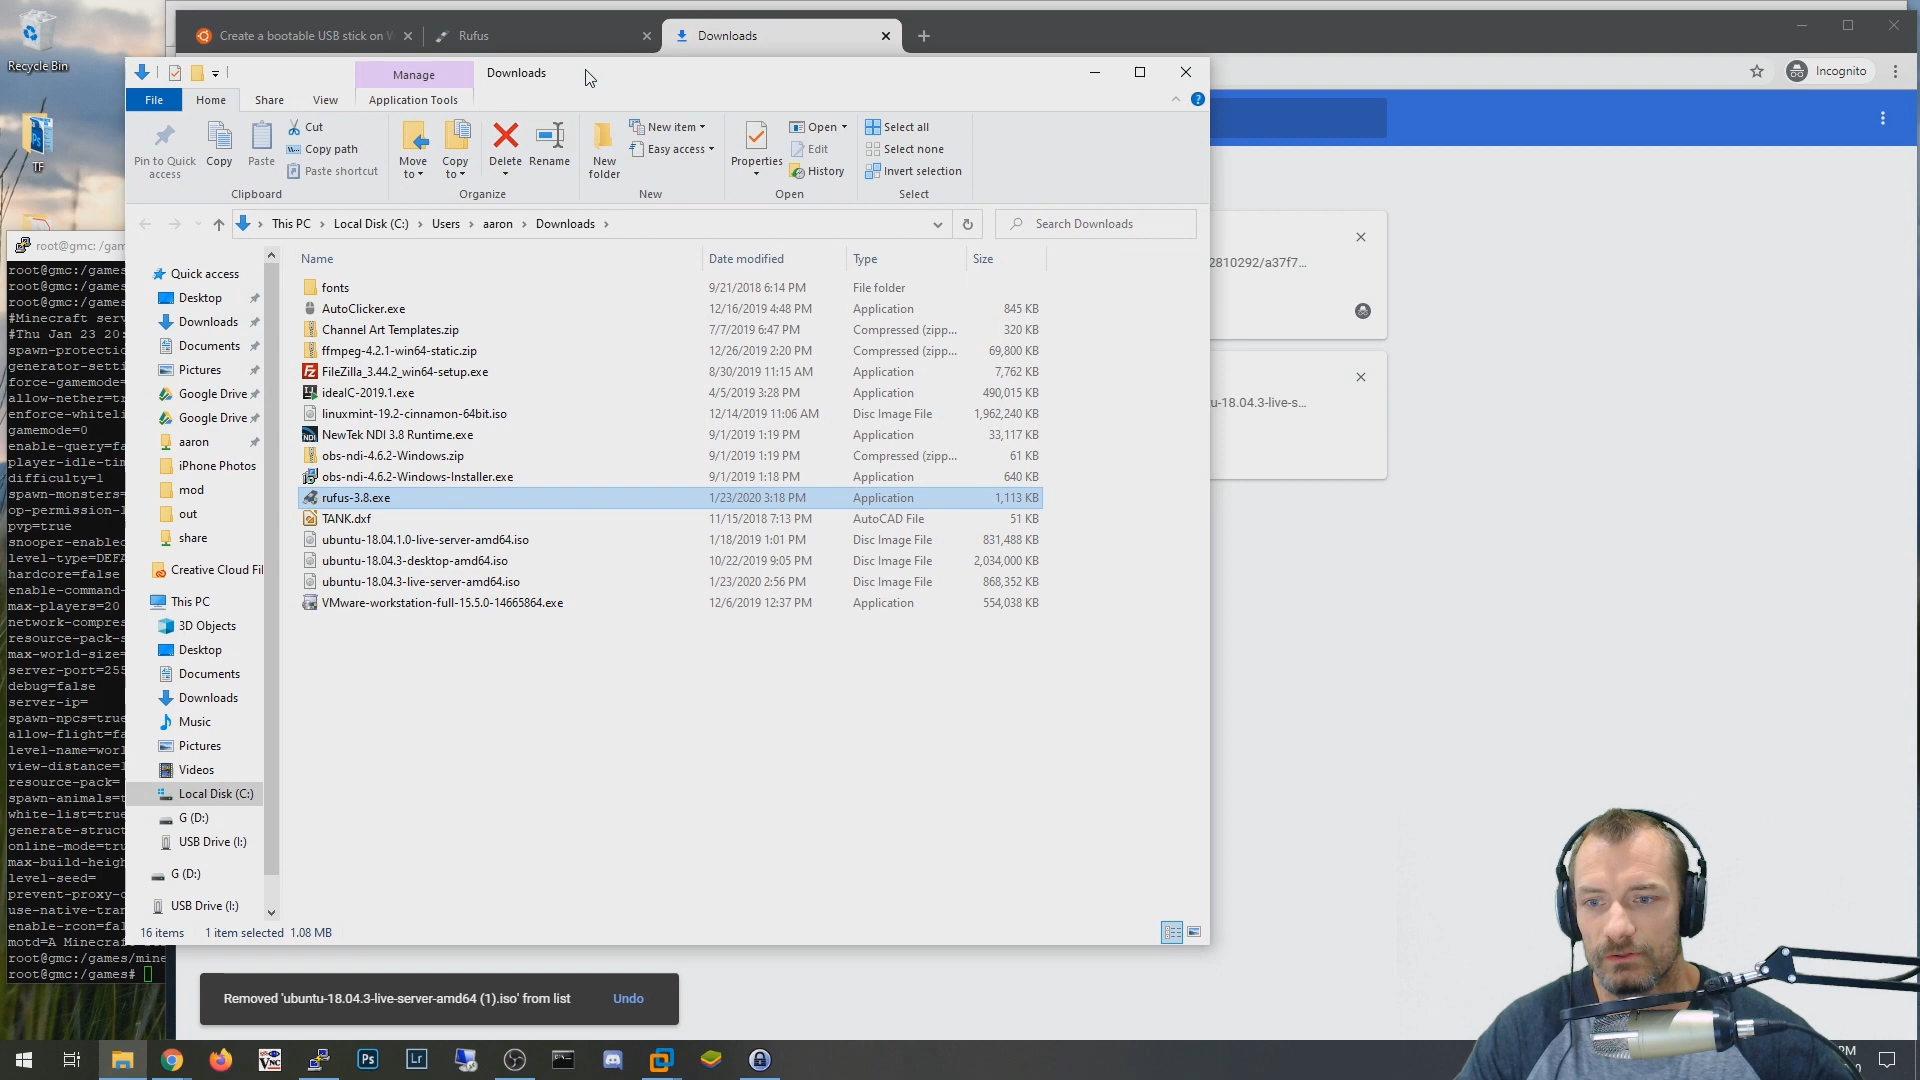 Recycle Bin
TF
Create a bootable USB stick on W
Rufus
Downloads
Incognito
Manage
Downloads
File
Home
Share
View
Application Tools
Pin to Quick access
Copy
Paste
Cut
Copy path
Paste shortcut
Clipboard
Move to
Copy to
Delete
Rename
Organize
New folder
New item
Easy access
New
Properties
Open
Edit
History
Open
Select all
Select none
Invert selection
Select
This PC > Local Disk (C:) > Users > aaron > Downloads >
Search Downloads
Name Date modified Type Size
fonts 9/21/2018 6:14 PM File folder
AutoClicker.exe 12/16/2019 4:48 PM Application 845 KB
Channel Art Templates.zip 7/7/2019 6:47 PM Compressed (zipp... 320 KB
ffmpeg-4.2.1-win64-static.zip 12/26/2019 2:20 PM Compressed (zipp... 69,800 KB
FileZilla_3.44.2_win64-setup.exe 8/30/2019 11:15 AM Application 7,762 KB
ideaIC-2019.1.exe 4/5/2019 3:28 PM Application 490,015 KB
linuxmint-19.2-cinnamon-64bit.iso 12/14/2019 11:06 AM Disc Image File 1,962,240 KB
NewTek NDI 3.8 Runtime.exe 9/1/2019 1:19 PM Application 33,117 KB
obs-ndi-4.6.2-Windows.zip 9/1/2019 1:19 PM Compressed (zipp... 61 KB
obs-ndi-4.6.2-Windows-Installer.exe 9/1/2019 1:18 PM Application 640 KB
rufus-3.8.exe 1/23/2020 3:18 PM Application 1,113 KB
TANK.dxf 11/15/2018 7:13 PM AutoCAD File 51 KB
ubuntu-18.04.1.0-live-server-amd64.iso 1/18/2019 1:01 PM Disc Image File 831,488 KB
ubuntu-18.04.3-desktop-amd64.iso 10/22/2019 9:05 PM Disc Image File 2,034,000 KB
ubuntu-18.04.3-live-server-amd64.iso 1/23/2020 2:56 PM Disc Image File 868,352 KB
VMware-workstation-full-15.5.0-14665864.exe 12/6/2019 12:37 PM Application 554,038 KB
Quick access
Desktop
Downloads
Documents
Pictures
Google Drive
Google Drive
aaron
iPhone Photos
mod
out
share
Creative Cloud Fil
This PC
3D Objects
Desktop
Documents
Downloads
Music
Pictures
Videos
Local Disk (C:)
G (D:)
USB Drive (I:)
G (D:)
USB Drive (I:)
16 items 1 item selected 1.08 MB
2810292/a37f7...
u-18.04.3-live-s...
root@gmc: /gam
root@gmc:/games
root@gmc:/games
root@gmc:/games
#Minecraft serv
#Thu Jan 23 20:
spawn-protectic
generator-setti
force-gamemode=
allow-nether=tr
enforce-whiteli
gamemode=0
enable-query=fa
player-idle-tim
difficulty=1
spawn-monsters=
op-permission-l
pvp=true
snooper-enabled
level-type=DEFA
hardcore=false
enable-command-
max-players=20
network-compres
resource-pack-s
max-world-size=
server-port=255
debug=false
server-ip=
spawn-npcs=true
allow-flight=fa
level-name=worl
view-distance=1
resource-pack=
spawn-animals=t
white-list=true
generate-struct
online-mode=tru
max-build-heigh
level-seed=
prevent-proxy-c
use-native-tran
enable-rcon=fal
motd=A Minecraft
root@gmc:/games/mine
root@gmc:/games#
Removed 'ubuntu-18.04.3-live-server-amd64 (1).iso' from list Undo
VNC
Ps
Lr
PM